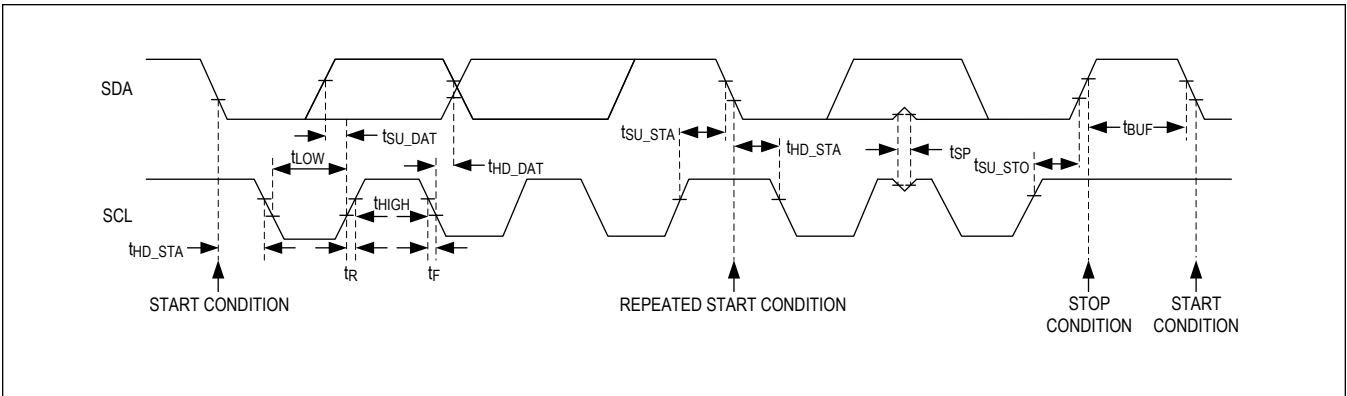 SDA
tSU_DAT
tLOW
tHD_DAT
tSU_STA
tHD_STA
tSP
tBUF
tSU_STO
SCL
tHIGH
tHD_STA
tR
tF
START CONDITION
REPEATED START CONDITION
STOP
CONDITION
START
CONDITION